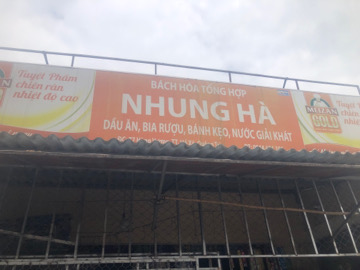 Tuyệt Phẩm
chiên rán
nhiệt độ cao
BÁCH HÓA TỔNG HỢP
NHUNG HÀ
DẦU ĂN, BIA RƯỢU, BÁNH KẸO, NƯỚC GIẢI KHÁT
MEIZAN
GOLD